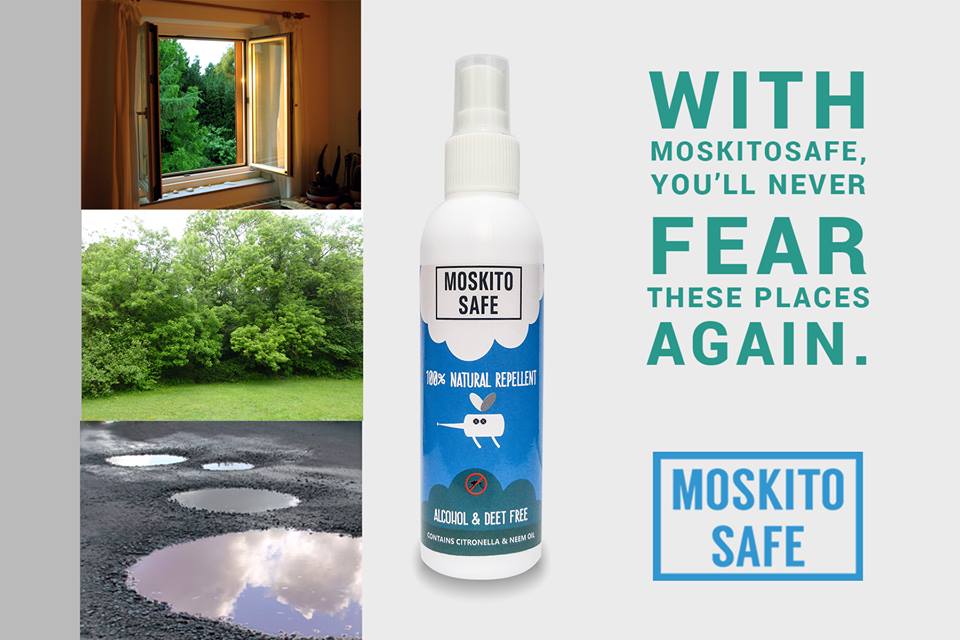 WITH
MOSKITOSAFE,
YOU'LL NEVER
FEAR
THESE PLACES
AGAIN.
MOSKITO
SAFE
100% NATURAL REPELLENT
ALCOHOL & DEET FREE
CONTAINS CITRONELLA & NEEM OIL
MOSKITO
SAFE